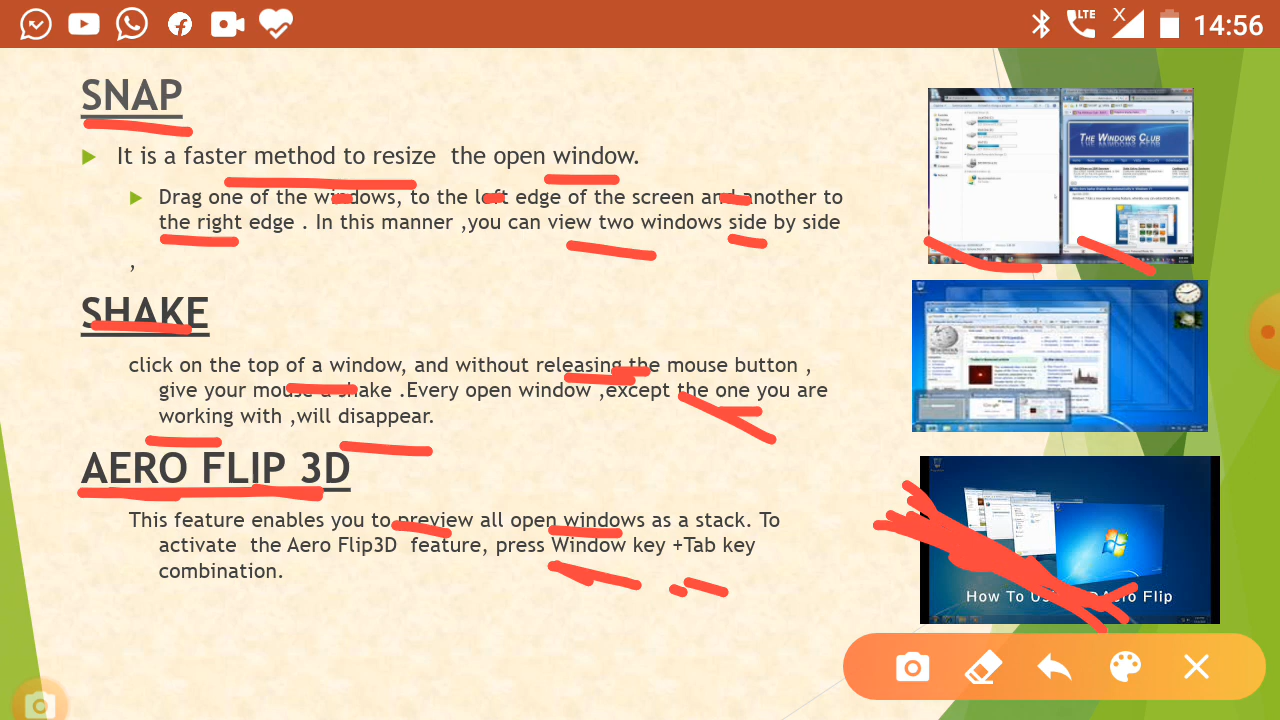 LTE
X
14:56
SNAP
It is a faster method to resize the open window.
Drag one of the windows, to the left edge of the screen and another to
the right edge . In this manner ,you can view two windows side by side
,
THE WINDOWS CLUB
SHAKE
click on the top of a window, and without releasing the mouse button ,
give your mouse shake .Every open window ,except the one you are
working with ,will disappear.
AERO FLIP 3D
This feature enables you to preview all open windows as a stack. To
activate the Aero Flip3D feature, press Window key +Tab key
combination.
How To Aero Flip